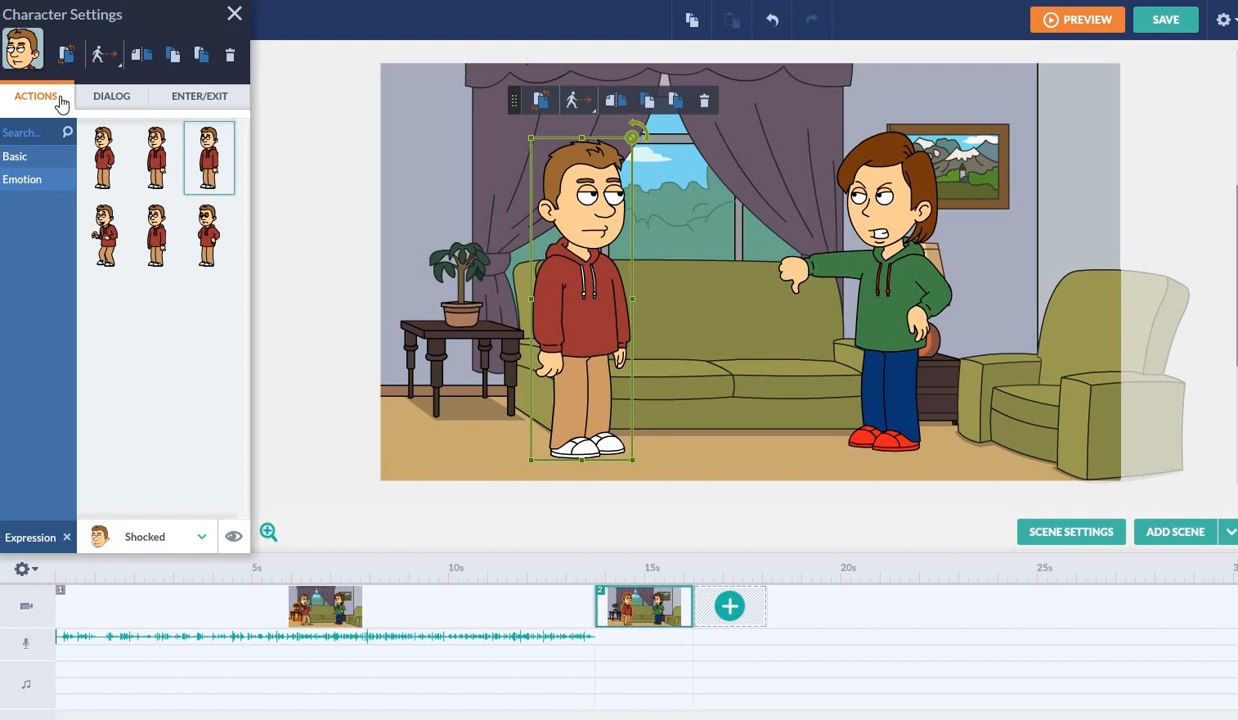 Character Settings
PREVIEW
SAVE
ACTIONS
DIALOG
ENTER/EXIT
Search...
Basic
Emotion
Expression
Shocked
SCENE SETTINGS
ADD SCENE
5s
10s
15s
20s
25s
3
1
2